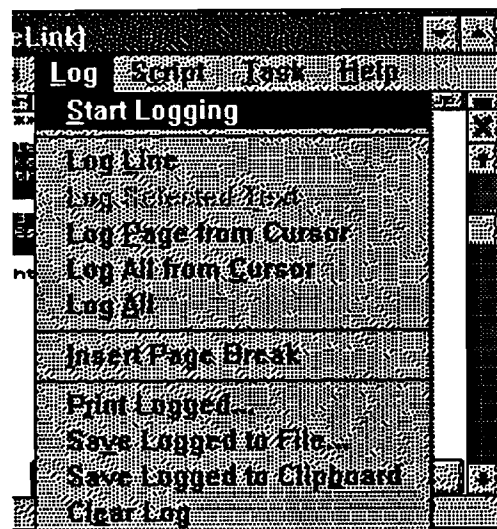 eLink]
Log Script Task Help
Start Logging
Log Line
Log Selected Text
Log Page from Cursor
Log All from Cursor
Log All
Insert Page Break
Print Logged...
Save Logged to File...
Save Logged to Clipboard
Clear Log